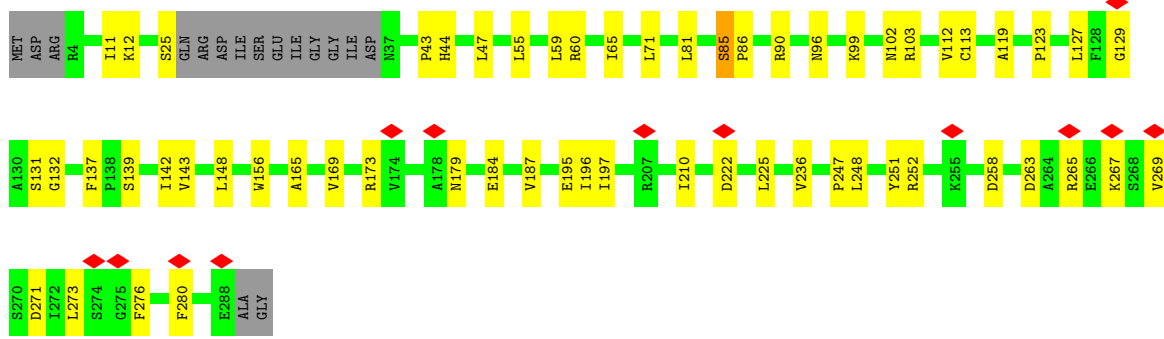 MET ASP ARG R4 I11 K12 S25 GLN ARG ASP ILE SER GLU ILE GLY GLY ILE ASP N37 P43 H44 L47 L55 L59 R60 I65 L71 L81 S85 P86 R90 N96 K99 N102 R103 V112 C113 A119 P123 L127 F128 G129
A130 S131 G132 F137 P138 S139 I142 V143 L148 W156 A165 V169 R173 V174 A178 N179 E184 V187 E195 I196 I197 R207 I210 D222 L225 V236 P247 L248 Y251 R252 K255 D258 D263 A264 R265 E266 K267 S268 V269
S270 D271 I272 L273 S274 G275 F276 F280 E288 ALA GLY